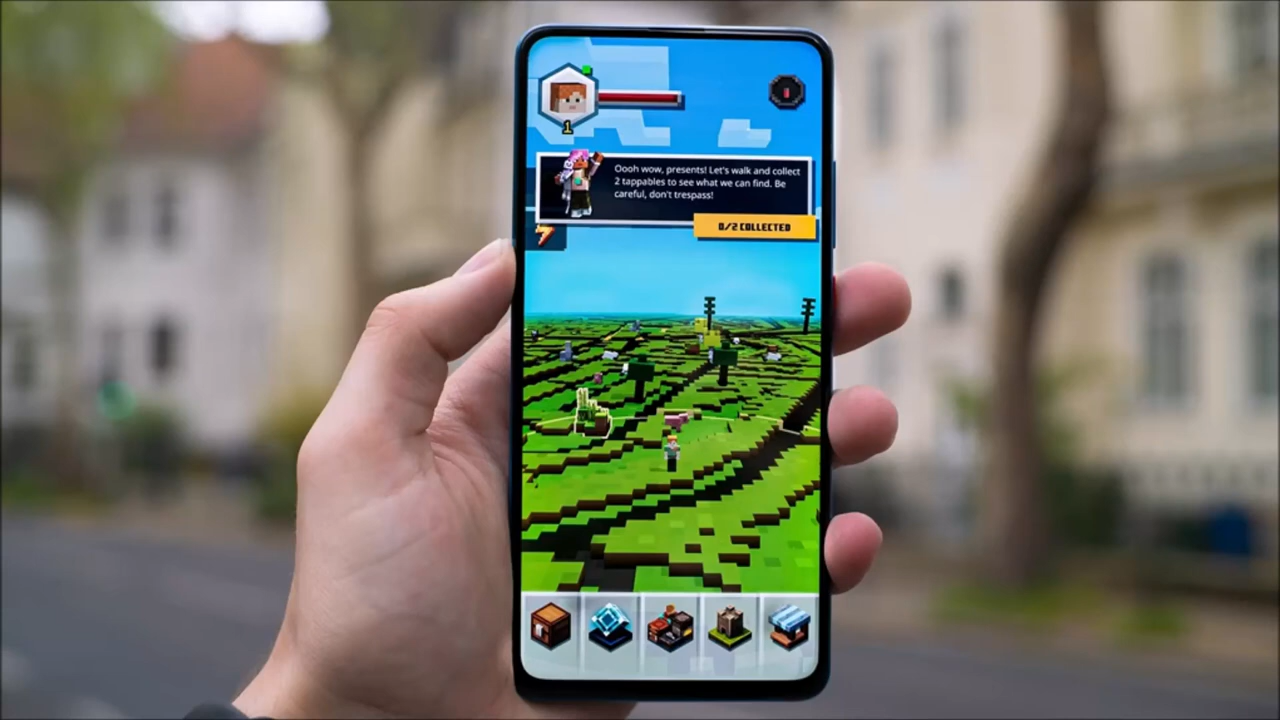 1
Oooh wow, presents! Let's walk and collect
2 tappables to see what we can find. Be
careful, don't trespass!
0/2 COLLECTED